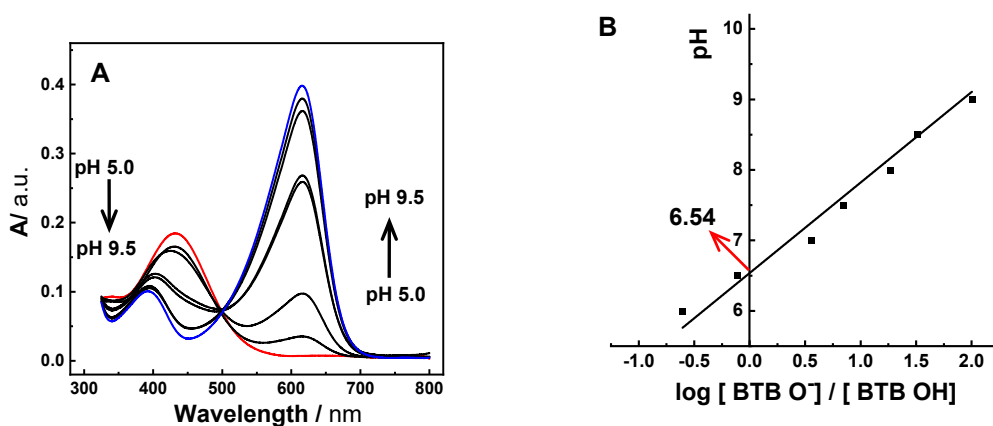 A
0.4
0.3
0.2
0.1
0.0
A/ a.u.
pH 5.0
pH 9.5
pH 9.5
pH 5.0
300 400 500 600 700 800
Wavelength / nm
B
pH
10
9
8
7
6
6.54
-1.0 -0.5 0.0 0.5 1.0 1.5 2.0
log [ BTB O⁻] / [ BTB OH]